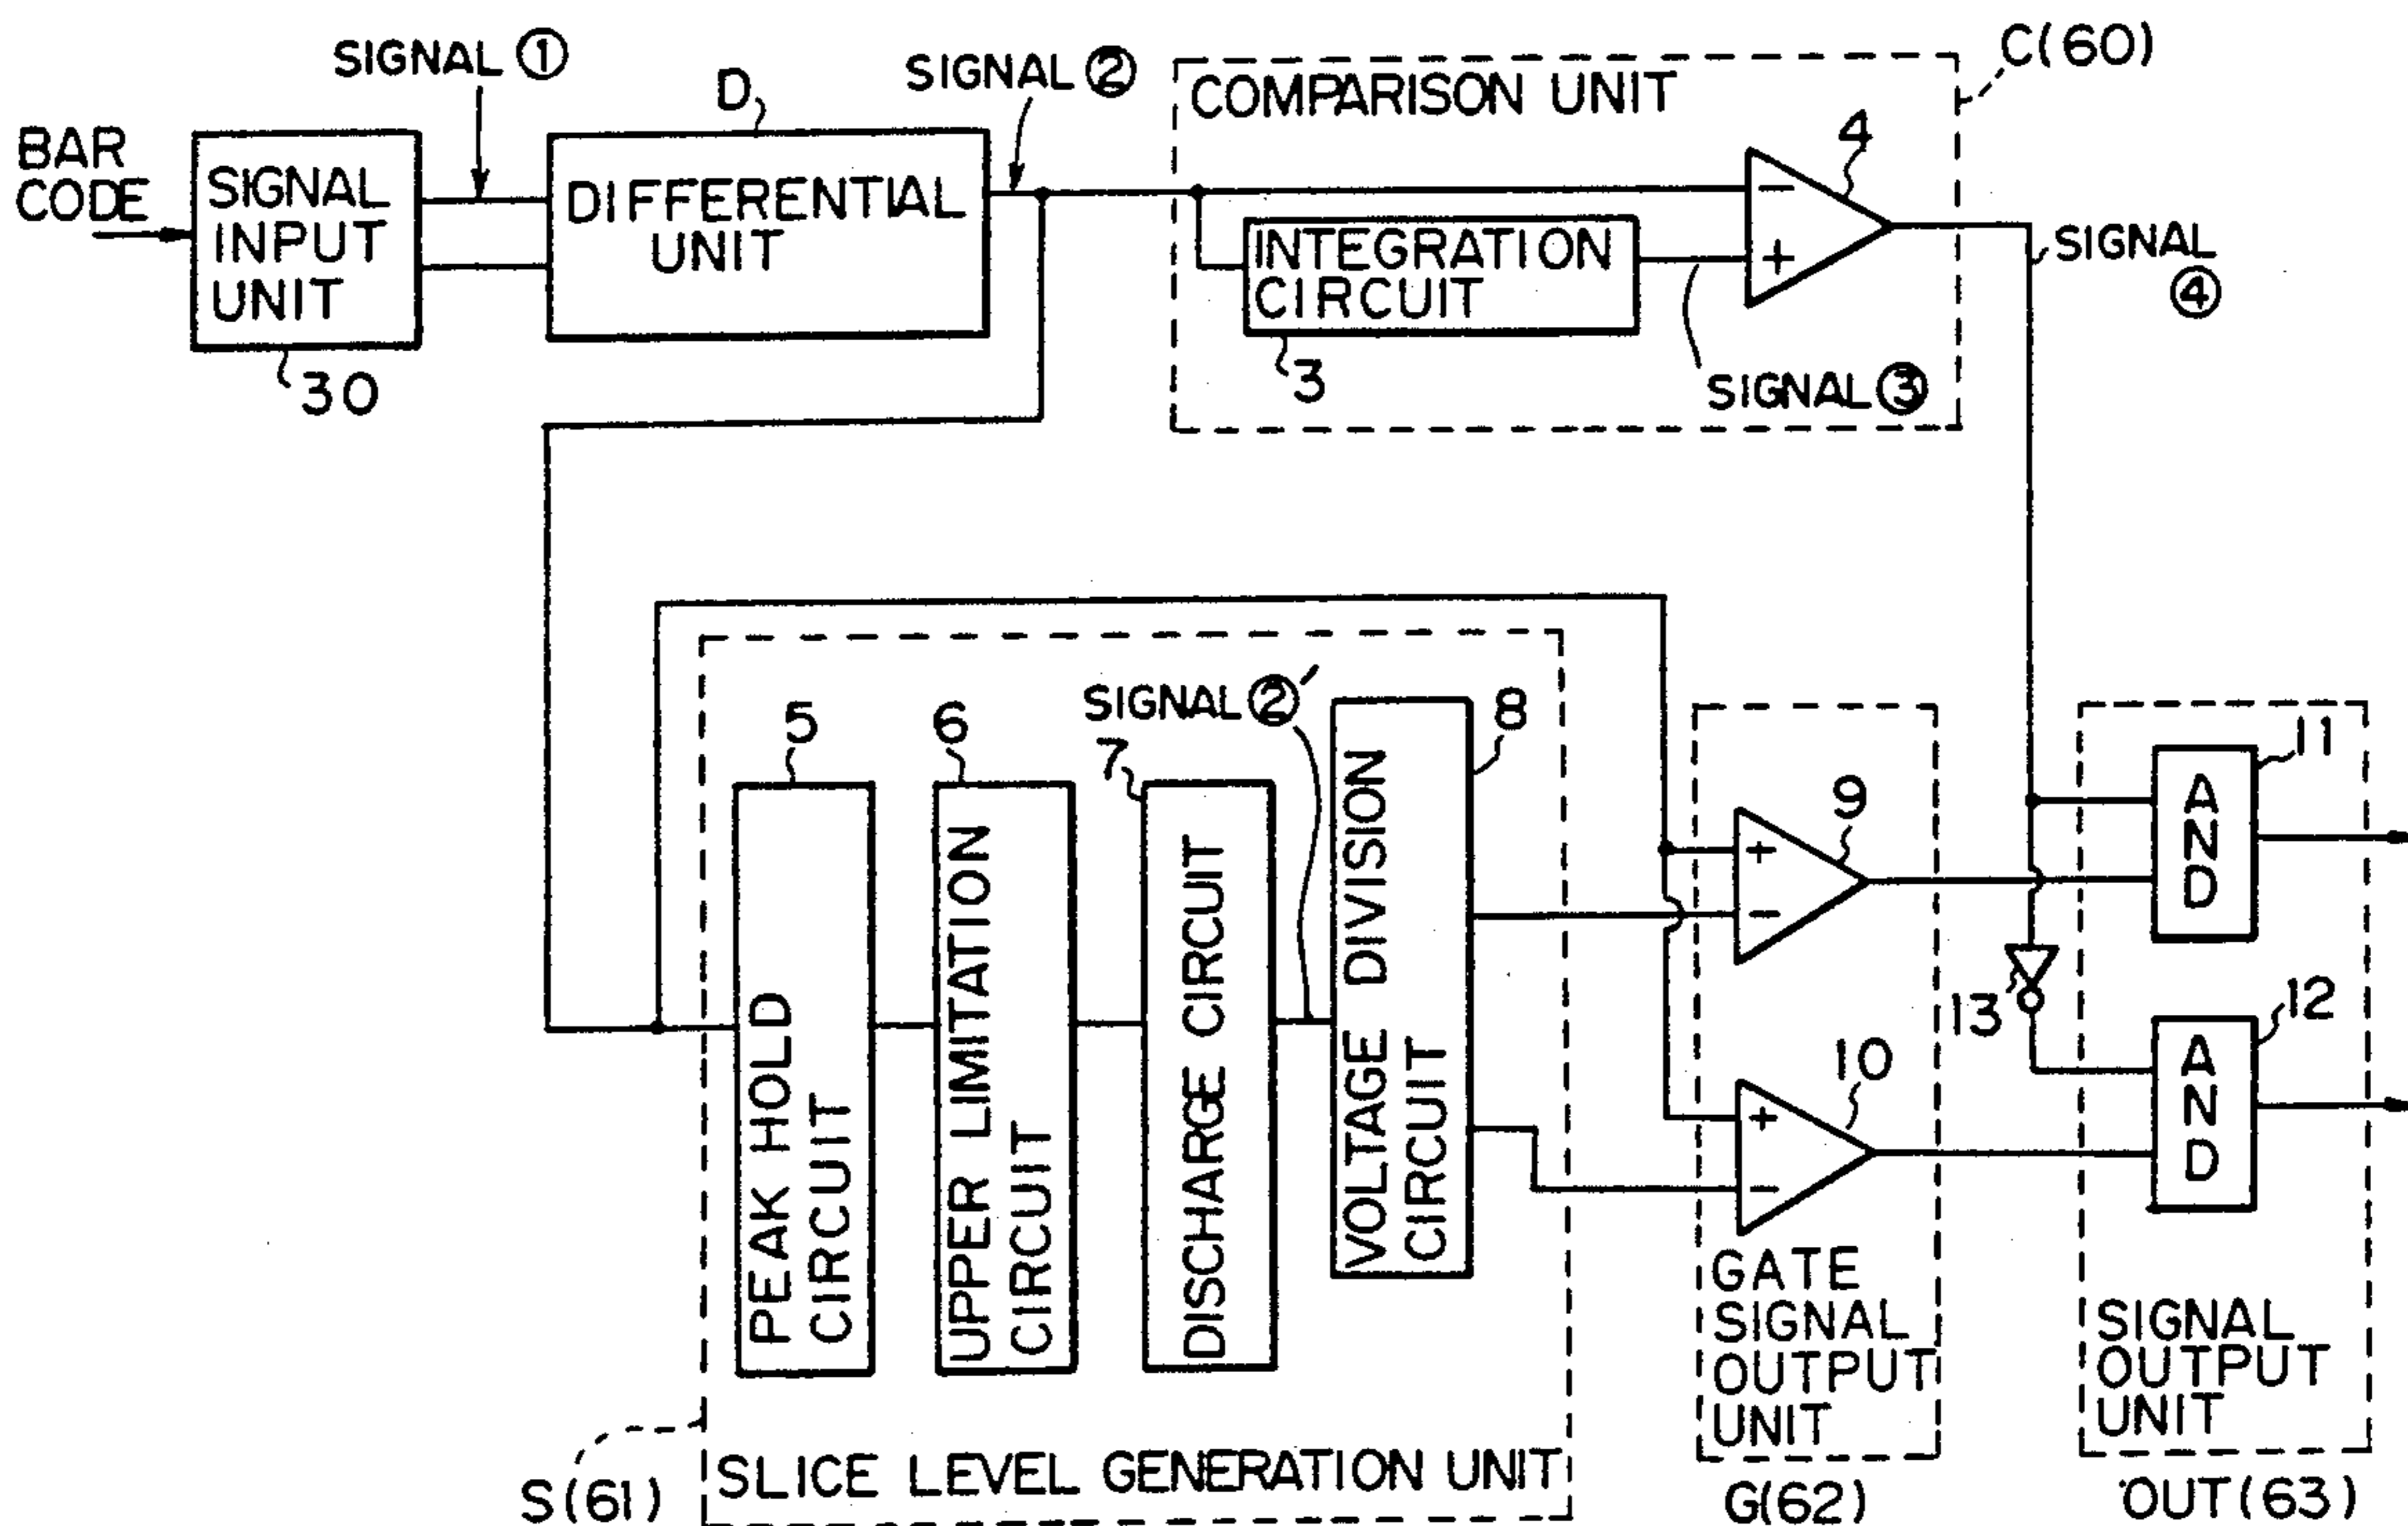 SIGNAL ①
D
SIGNAL ②
C(60)
BAR
CODE
SIGNAL
INPUT
UNIT
30
DIFFERENTIAL
UNIT
COMPARISON UNIT
4
−
+
INTEGRATION
CIRCUIT
3
SIGNAL ③
SIGNAL
④
5
6
7
SIGNAL ②′
8
PEAK HOLD
CIRCUIT
UPPER LIMITATION
CIRCUIT
DISCHARGE CIRCUIT
VOLTAGE DIVISION
CIRCUIT
9
+
−
10
+
−
11
AND
13
12
AND
GATE
SIGNAL
OUTPUT
UNIT
SIGNAL
OUTPUT
UNIT
SLICE LEVEL GENERATION UNIT
S(61)
G(62)
OUT(63)